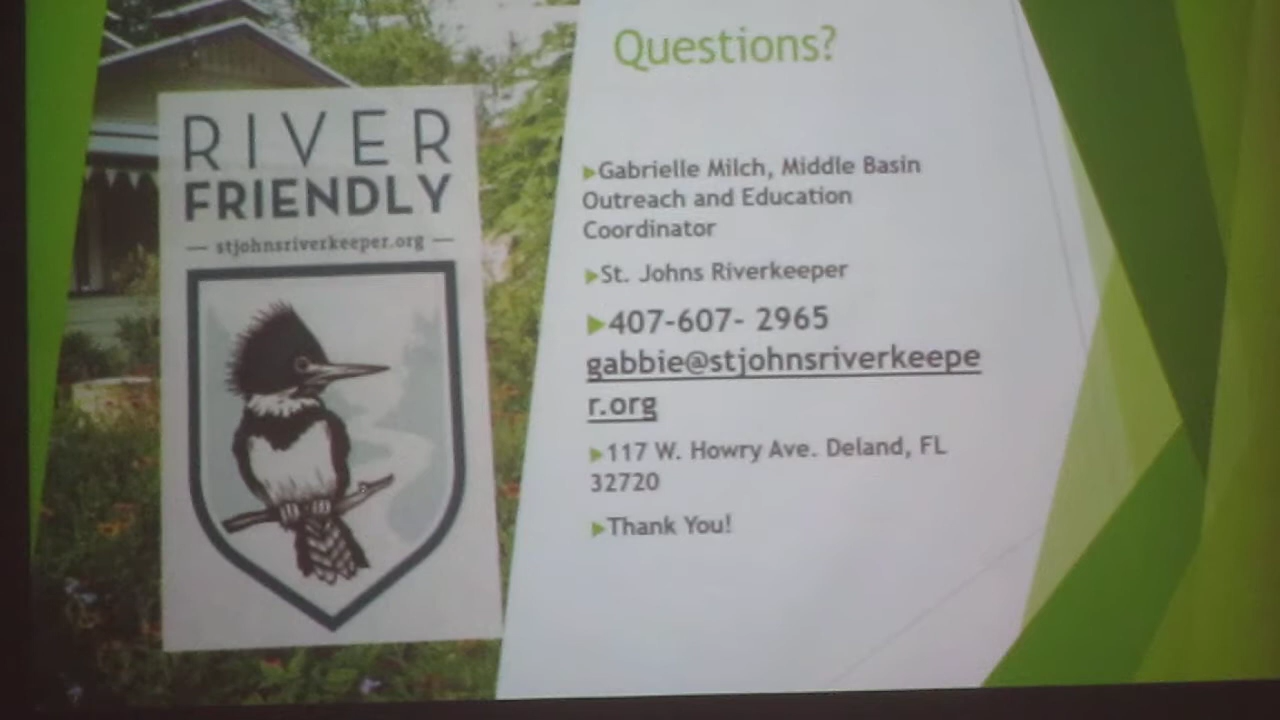 RIVER
FRIENDLY
— stjohnsriverkeeper.org —
Questions?
Gabrielle Milch, Middle Basin
Outreach and Education
Coordinator
St. Johns Riverkeeper
407-607- 2965
gabbie@stjohnsriverkeepe
r.org
117 W. Howry Ave. Deland, FL
32720
Thank You!